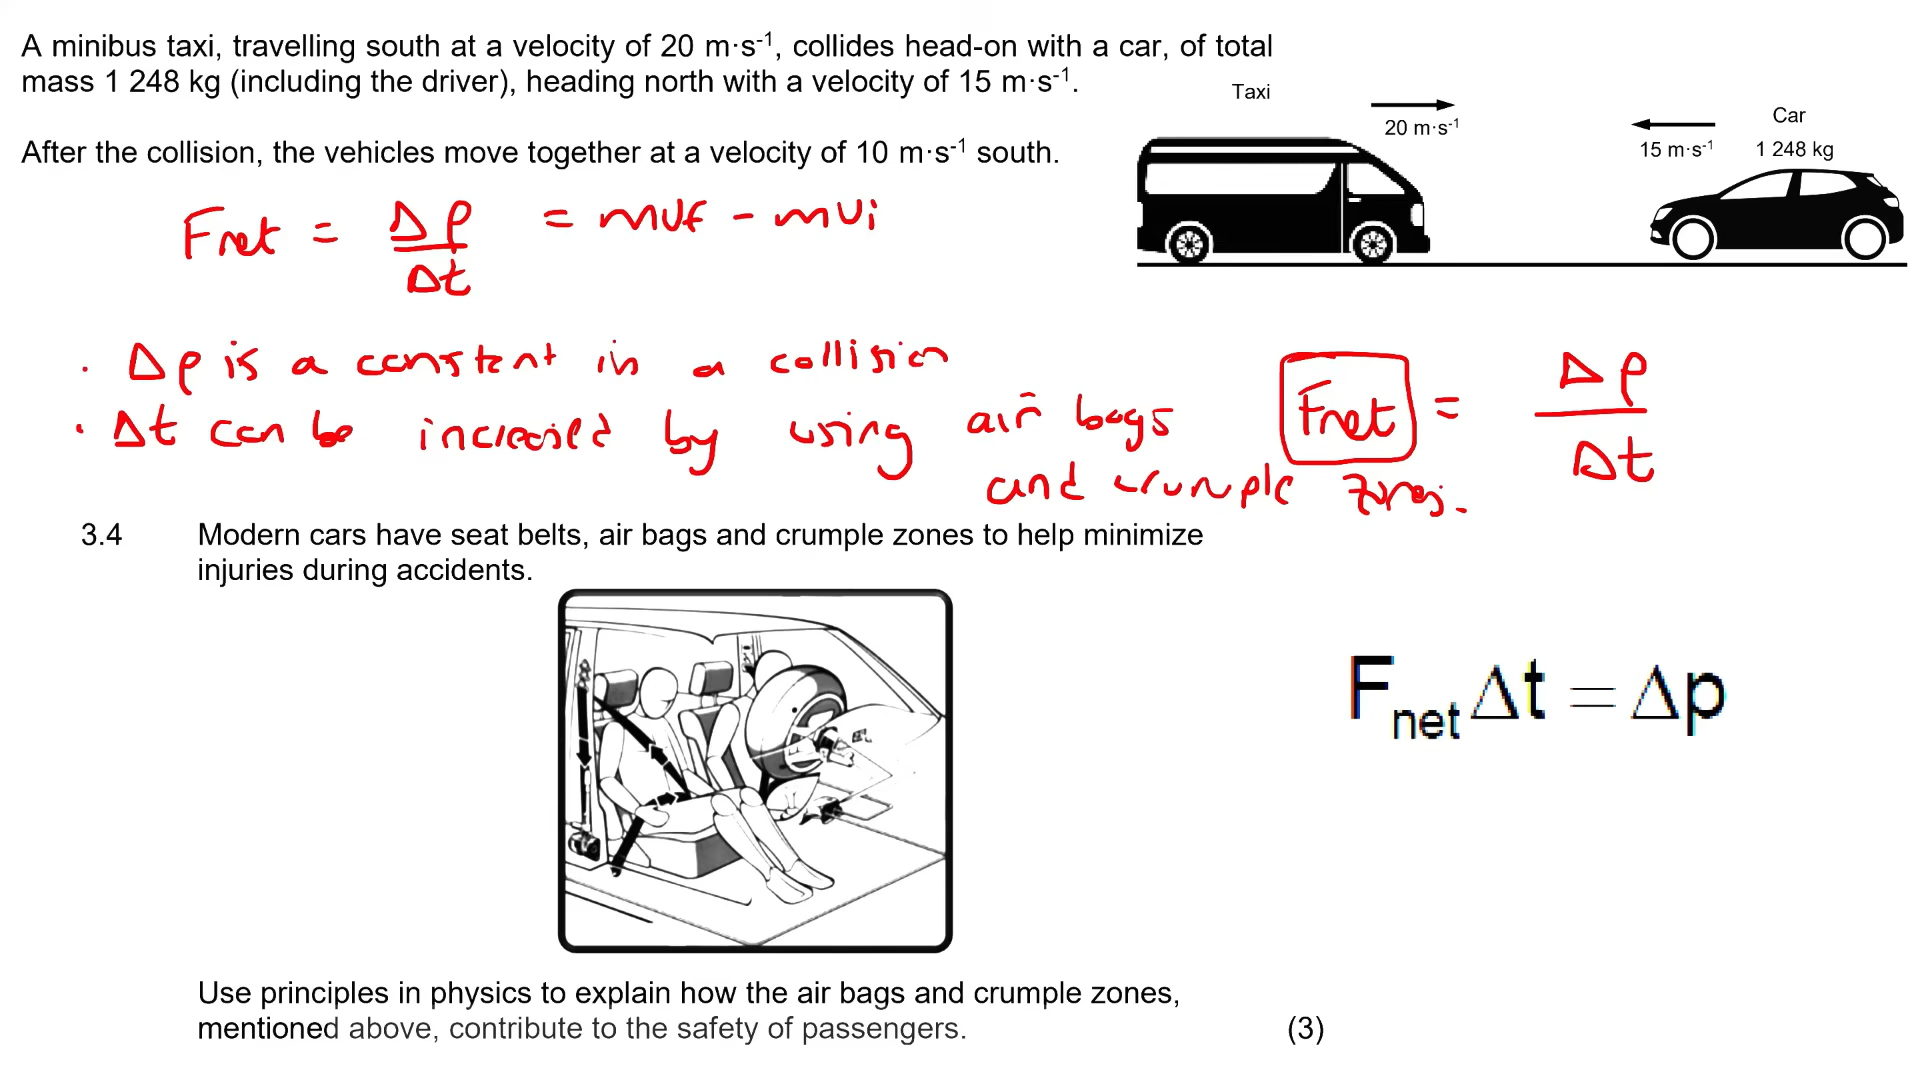 A minibus taxi, travelling south at a velocity of 20 m·s⁻¹, collides head-on with a car, of total
mass 1 248 kg (including the driver), heading north with a velocity of 15 m·s⁻¹.
Taxi
20 m·s⁻¹
Car
15 m·s⁻¹ 1 248 kg
After the collision, the vehicles move together at a velocity of 10 m·s⁻¹ south.
Fnet = Δp/Δt = mvf - mvi
· Δp is a constant in a collision
· Δt can be increased by using air bags
and crumple zones.
Fnet = Δp/Δt
3.4 Modern cars have seat belts, air bags and crumple zones to help minimize
injuries during accidents.
FnetΔt = Δp
Use principles in physics to explain how the air bags and crumple zones,
mentioned above, contribute to the safety of passengers. (3)